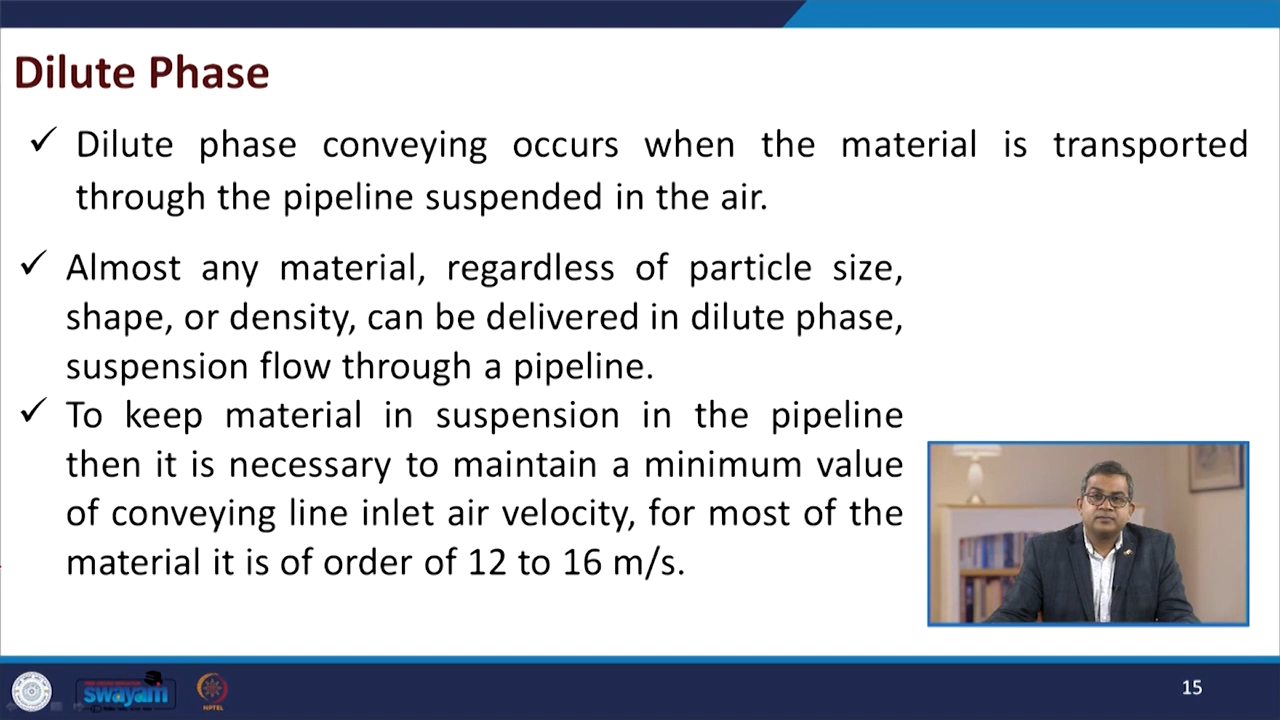 Dilute Phase
✓ Dilute phase conveying occurs when the material is transported
through the pipeline suspended in the air.
✓ Almost any material, regardless of particle size,
shape, or density, can be delivered in dilute phase,
suspension flow through a pipeline.
✓ To keep material in suspension in the pipeline
then it is necessary to maintain a minimum value
of conveying line inlet air velocity, for most of the
material it is of order of 12 to 16 m/s.
swayam
NPTEL
15